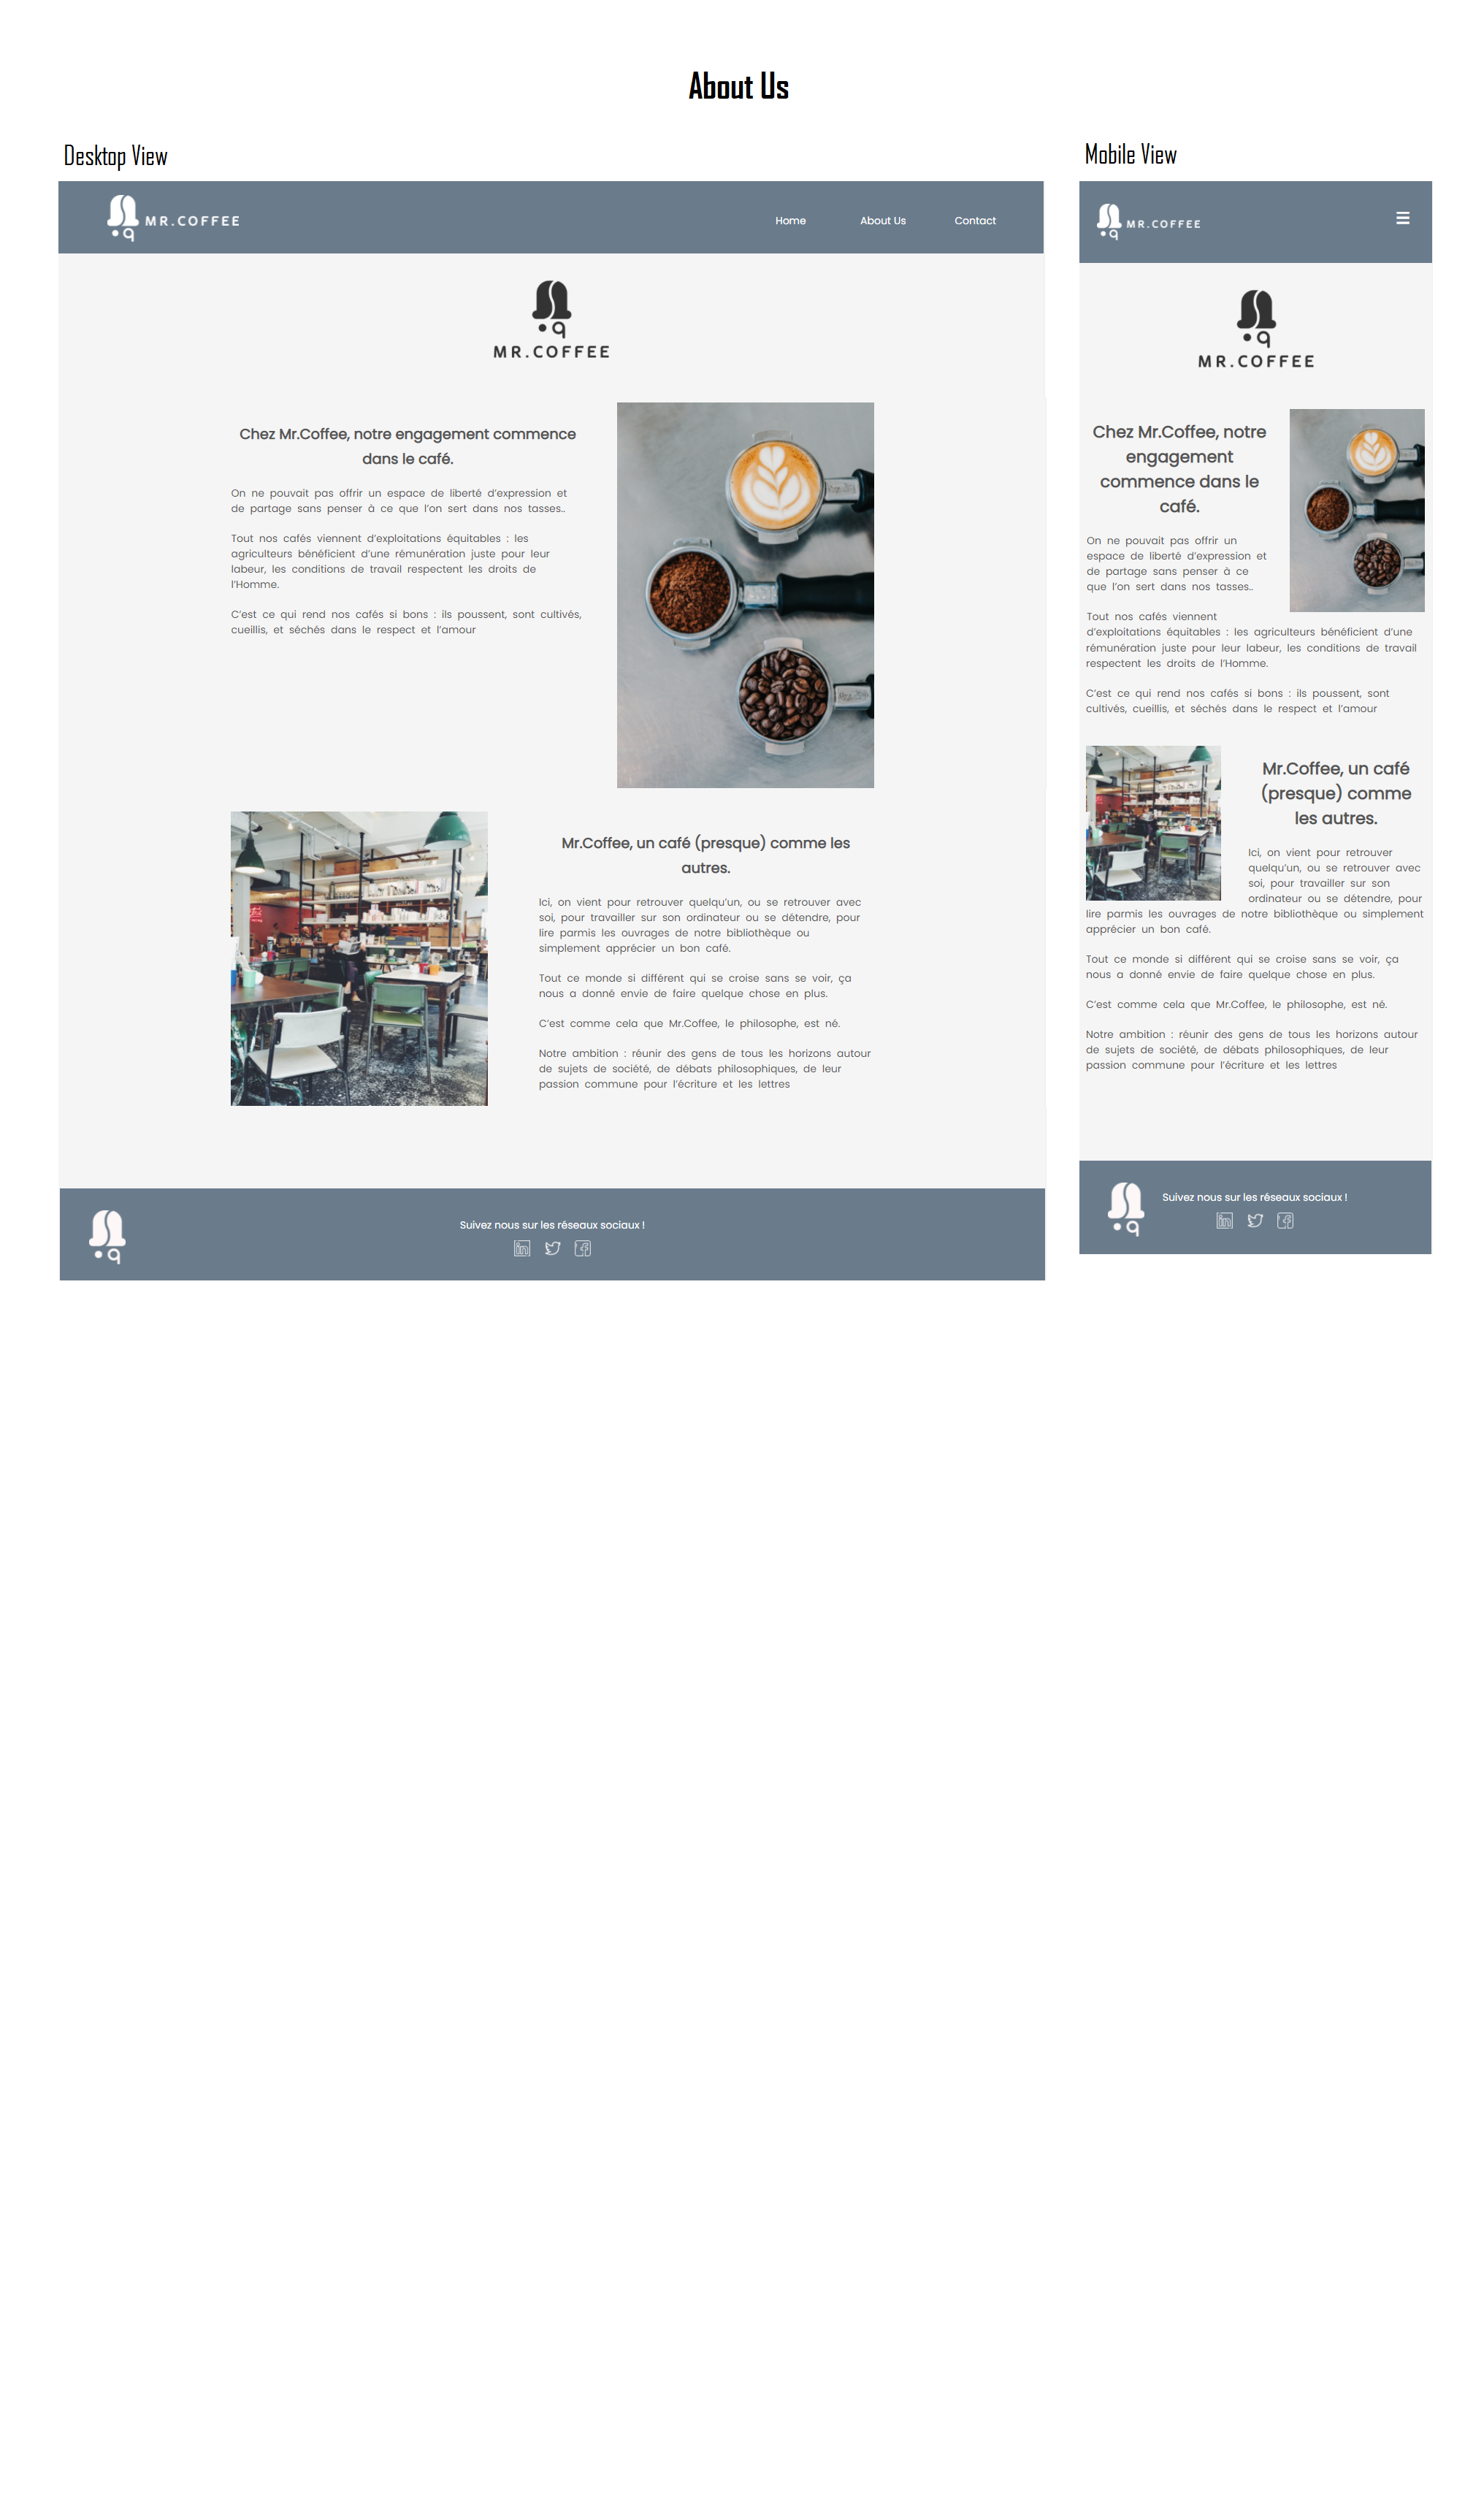 About Us
Desktop View
MR.COFFEE
Home
About Us
Contact
MR.COFFEE
Chez Mr.Coffee, notre engagement commence
dans le café.
On ne pouvait pas offrir un espace de liberté d'expression et
de partage sans penser à ce que l'on sert dans nos tasses..
Tout nos cafés viennent d'exploitations équitables : les
agriculteurs bénéficient d'une rémunération juste pour leur
labeur, les conditions de travail respectent les droits de
l'Homme.
C'est ce qui rend nos cafés si bons : ils poussent, sont cultivés,
cueillis, et séchés dans le respect et l'amour
Mr.Coffee, un café (presque) comme les
autres.
Ici, on vient pour retrouver quelqu'un, ou se retrouver avec
soi, pour travailler sur son ordinateur ou se détendre, pour
lire parmis les ouvrages de notre bibliothèque ou
simplement apprécier un bon café.
Tout ce monde si différent qui se croise sans se voir, ça
nous a donné envie de faire quelque chose en plus.
C'est comme cela que Mr.Coffee, le philosophe, est né.
Notre ambition : réunir des gens de tous les horizons autour
de sujets de société, de débats philosophiques, de leur
passion commune pour l'écriture et les lettres
Suivez nous sur les réseaux sociaux !
Mobile View
MR.COFFEE
MR.COFFEE
Chez Mr.Coffee, notre
engagement
commence dans le
café.
On ne pouvait pas offrir un
espace de liberté d'expression et
de partage sans penser à ce
que l'on sert dans nos tasses..
Tout nos cafés viennent
d'exploitations équitables : les agriculteurs bénéficient d'une
rémunération juste pour leur labeur, les conditions de travail
respectent les droits de l'Homme.
C'est ce qui rend nos cafés si bons : ils poussent, sont
cultivés, cueillis, et séchés dans le respect et l'amour
Mr.Coffee, un café
(presque) comme
les autres.
Ici, on vient pour retrouver
quelqu'un, ou se retrouver avec
soi, pour travailler sur son
ordinateur ou se détendre, pour
lire parmis les ouvrages de notre bibliothèque ou simplement
apprécier un bon café.
Tout ce monde si différent qui se croise sans se voir, ça
nous a donné envie de faire quelque chose en plus.
C'est comme cela que Mr.Coffee, le philosophe, est né.
Notre ambition : réunir des gens de tous les horizons autour
de sujets de société, de débats philosophiques, de leur
passion commune pour l'écriture et les lettres
Suivez nous sur les réseaux sociaux !